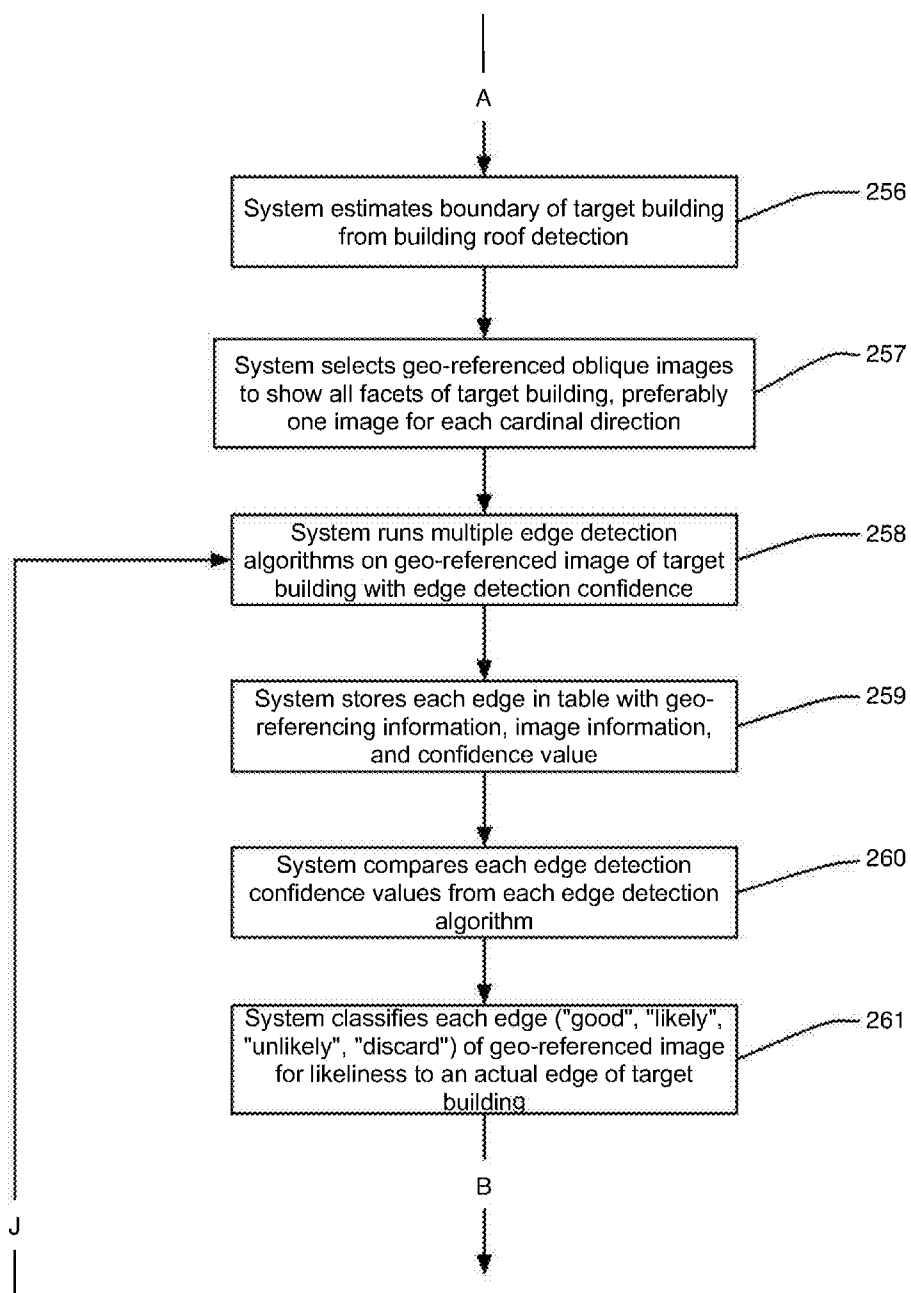 A
System estimates boundary of target building
from building roof detection
256
System selects geo-referenced oblique images
to show all facets of target building, preferably
one image for each cardinal direction
257
System runs multiple edge detection
algorithms on geo-referenced image of target
building with edge detection confidence
258
System stores each edge in table with geo-
referencing information, image information,
and confidence value
259
System compares each edge detection
confidence values from each edge detection
algorithm
260
System classifies each edge ("good", "likely",
"unlikely", "discard") of geo-referenced image
for likeliness to an actual edge of target
building
261
B
J